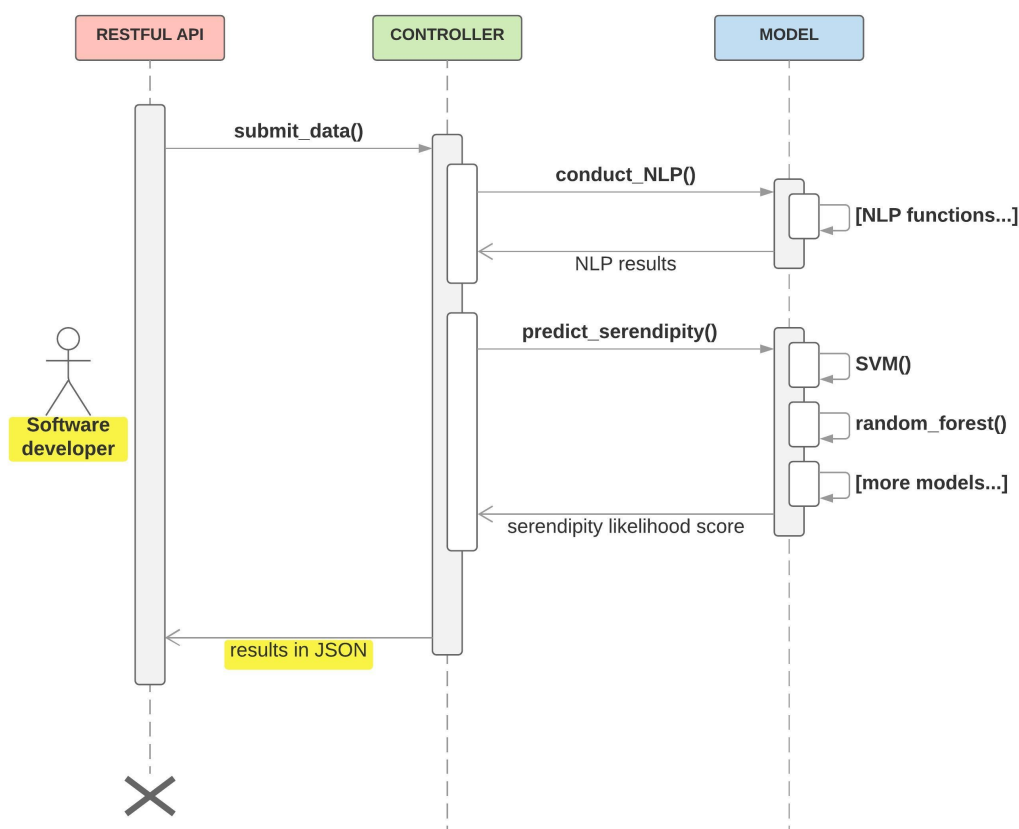 RESTFUL API
CONTROLLER
MODEL
submit_data()
conduct_NLP()
[NLP functions...]
NLP results
predict_serendipity()
SVM()
random_forest()
Software
developer
[more models...]
serendipity likelihood score
results in JSON